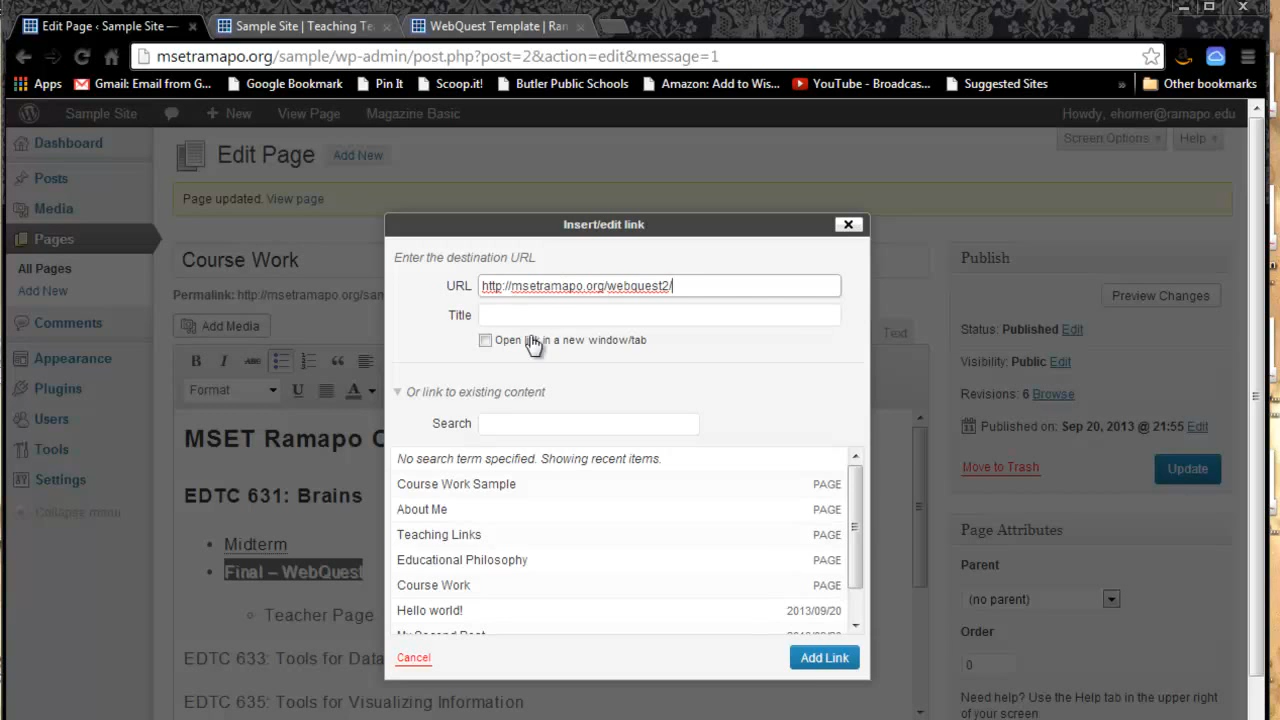 Edit Page ‹ Sample Site —
Sample Site | Teaching Te
WebQuest Template | Ran
msetramapo.org/sample/wp-admin/post.php?post=2&action=edit&message=1
Apps
Gmail: Email from G...
Google Bookmark
Pin It
Scoop.it!
Butler Public Schools
Amazon: Add to Wis...
YouTube - Broadcas...
Suggested Sites
»
Other bookmarks
Sample Site
+ New
View Page
Magazine Basic
Howdy, ehomer@ramapo.edu
Dashboard
Posts
Media
Pages
All Pages
Add New
Comments
Appearance
Plugins
Users
Tools
Settings
Collapse menu
Edit Page
Add New
Screen Options
Help
Page updated. View page
Course Work
Permalink: http://msetramapo.org/san
Add Media
Text
B I ABC
Format
U
A
MSET Ramapo C
EDTC 631: Brains
• Midterm
• Final – WebQuest
Teacher Page
EDTC 633: Tools for Data
EDTC 635: Tools for Visualizing Information
Insert/edit link
Enter the destination URL
URL
http://msetramapo.org/webquest2/
Title
Open link in a new window/tab
Or link to existing content
Search
No search term specified. Showing recent items.
Course Work Sample PAGE
About Me PAGE
Teaching Links PAGE
Educational Philosophy PAGE
Course Work PAGE
Hello world! 2013/09/20
Cancel
Add Link
Publish
Preview Changes
Status: Published Edit
Visibility: Public Edit
Revisions: 6 Browse
Published on: Sep 20, 2013 @ 21:55 Edit
Move to Trash
Update
Page Attributes
Parent
(no parent)
Order
0
Need help? Use the Help tab in the upper right
of your screen